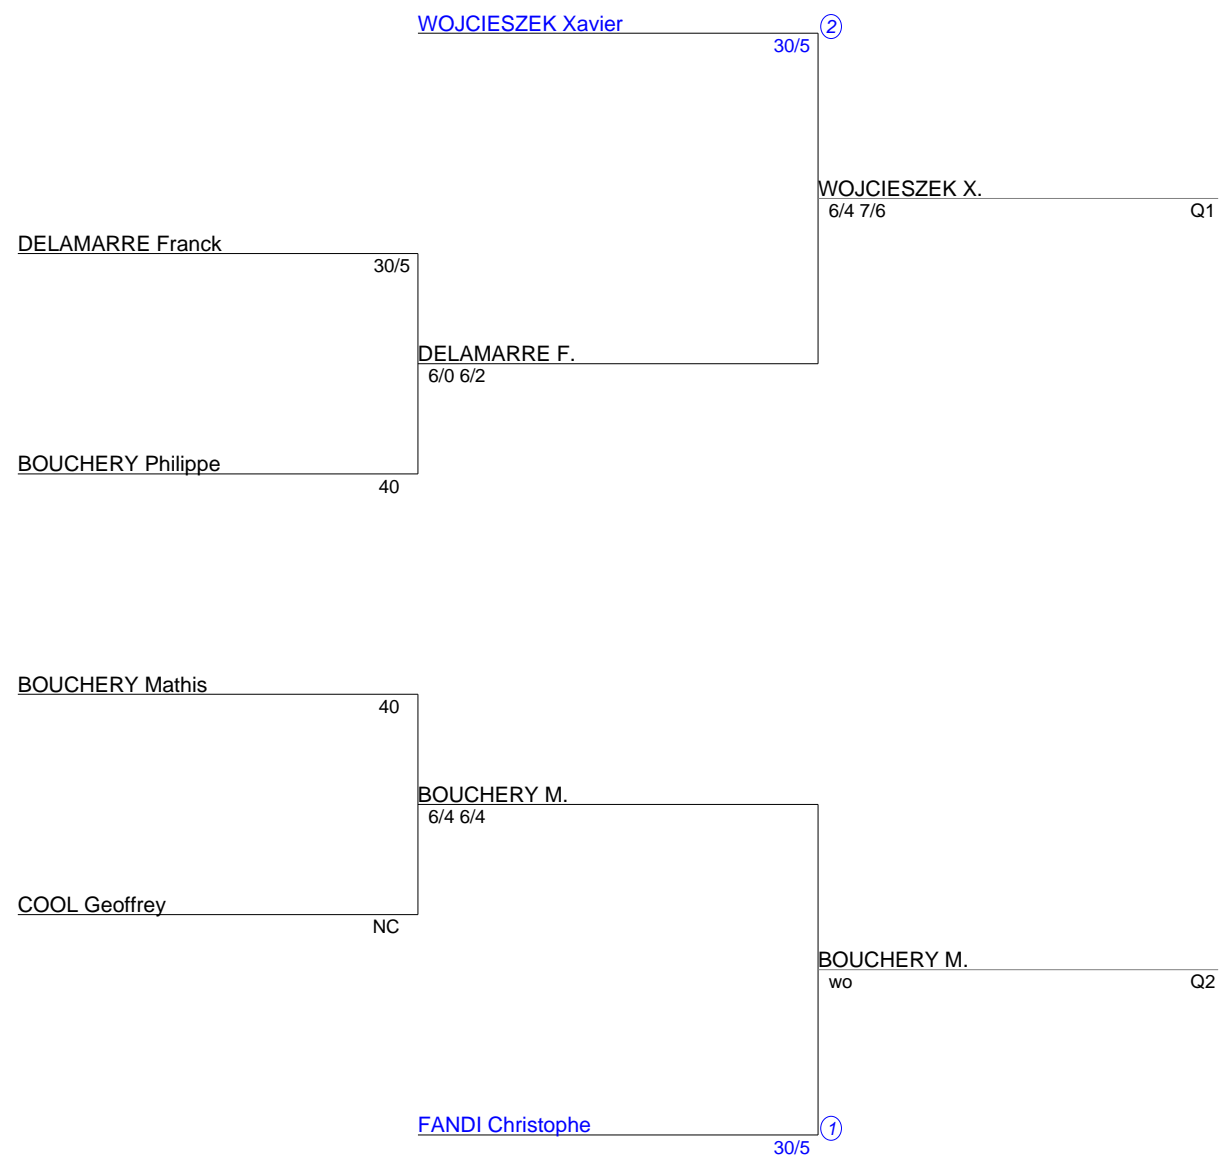 WOJCIESZEK Xavier 2
30/5
WOJCIESZEK X.
6/4 7/6 Q1
DELAMARRE Franck
30/5
DELAMARRE F.
6/0 6/2
BOUCHERY Philippe
40
BOUCHERY Mathis
40
BOUCHERY M.
6/4 6/4
COOL Geoffrey
NC
BOUCHERY M.
wo Q2
FANDI Christophe 1
30/5